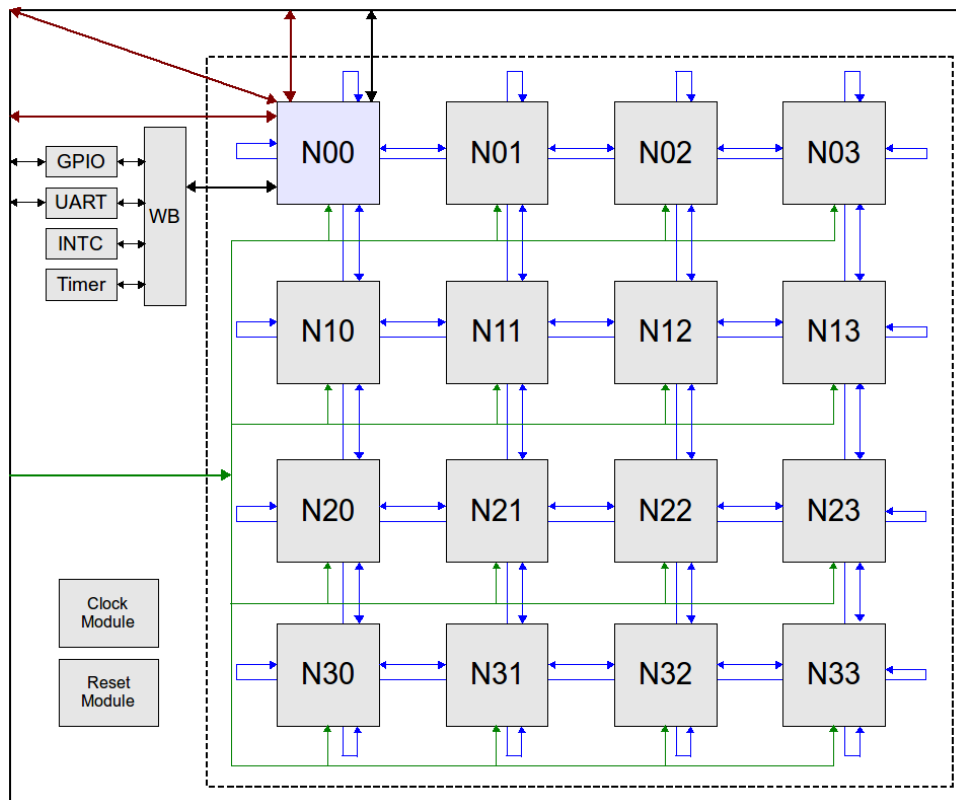 N00
N01
N02
N03
GPIO
UART
WB
INTC
Timer
N10
N11
N12
N13
N20
N21
N22
N23
Clock
Module
N30
N31
N32
N33
Reset
Module